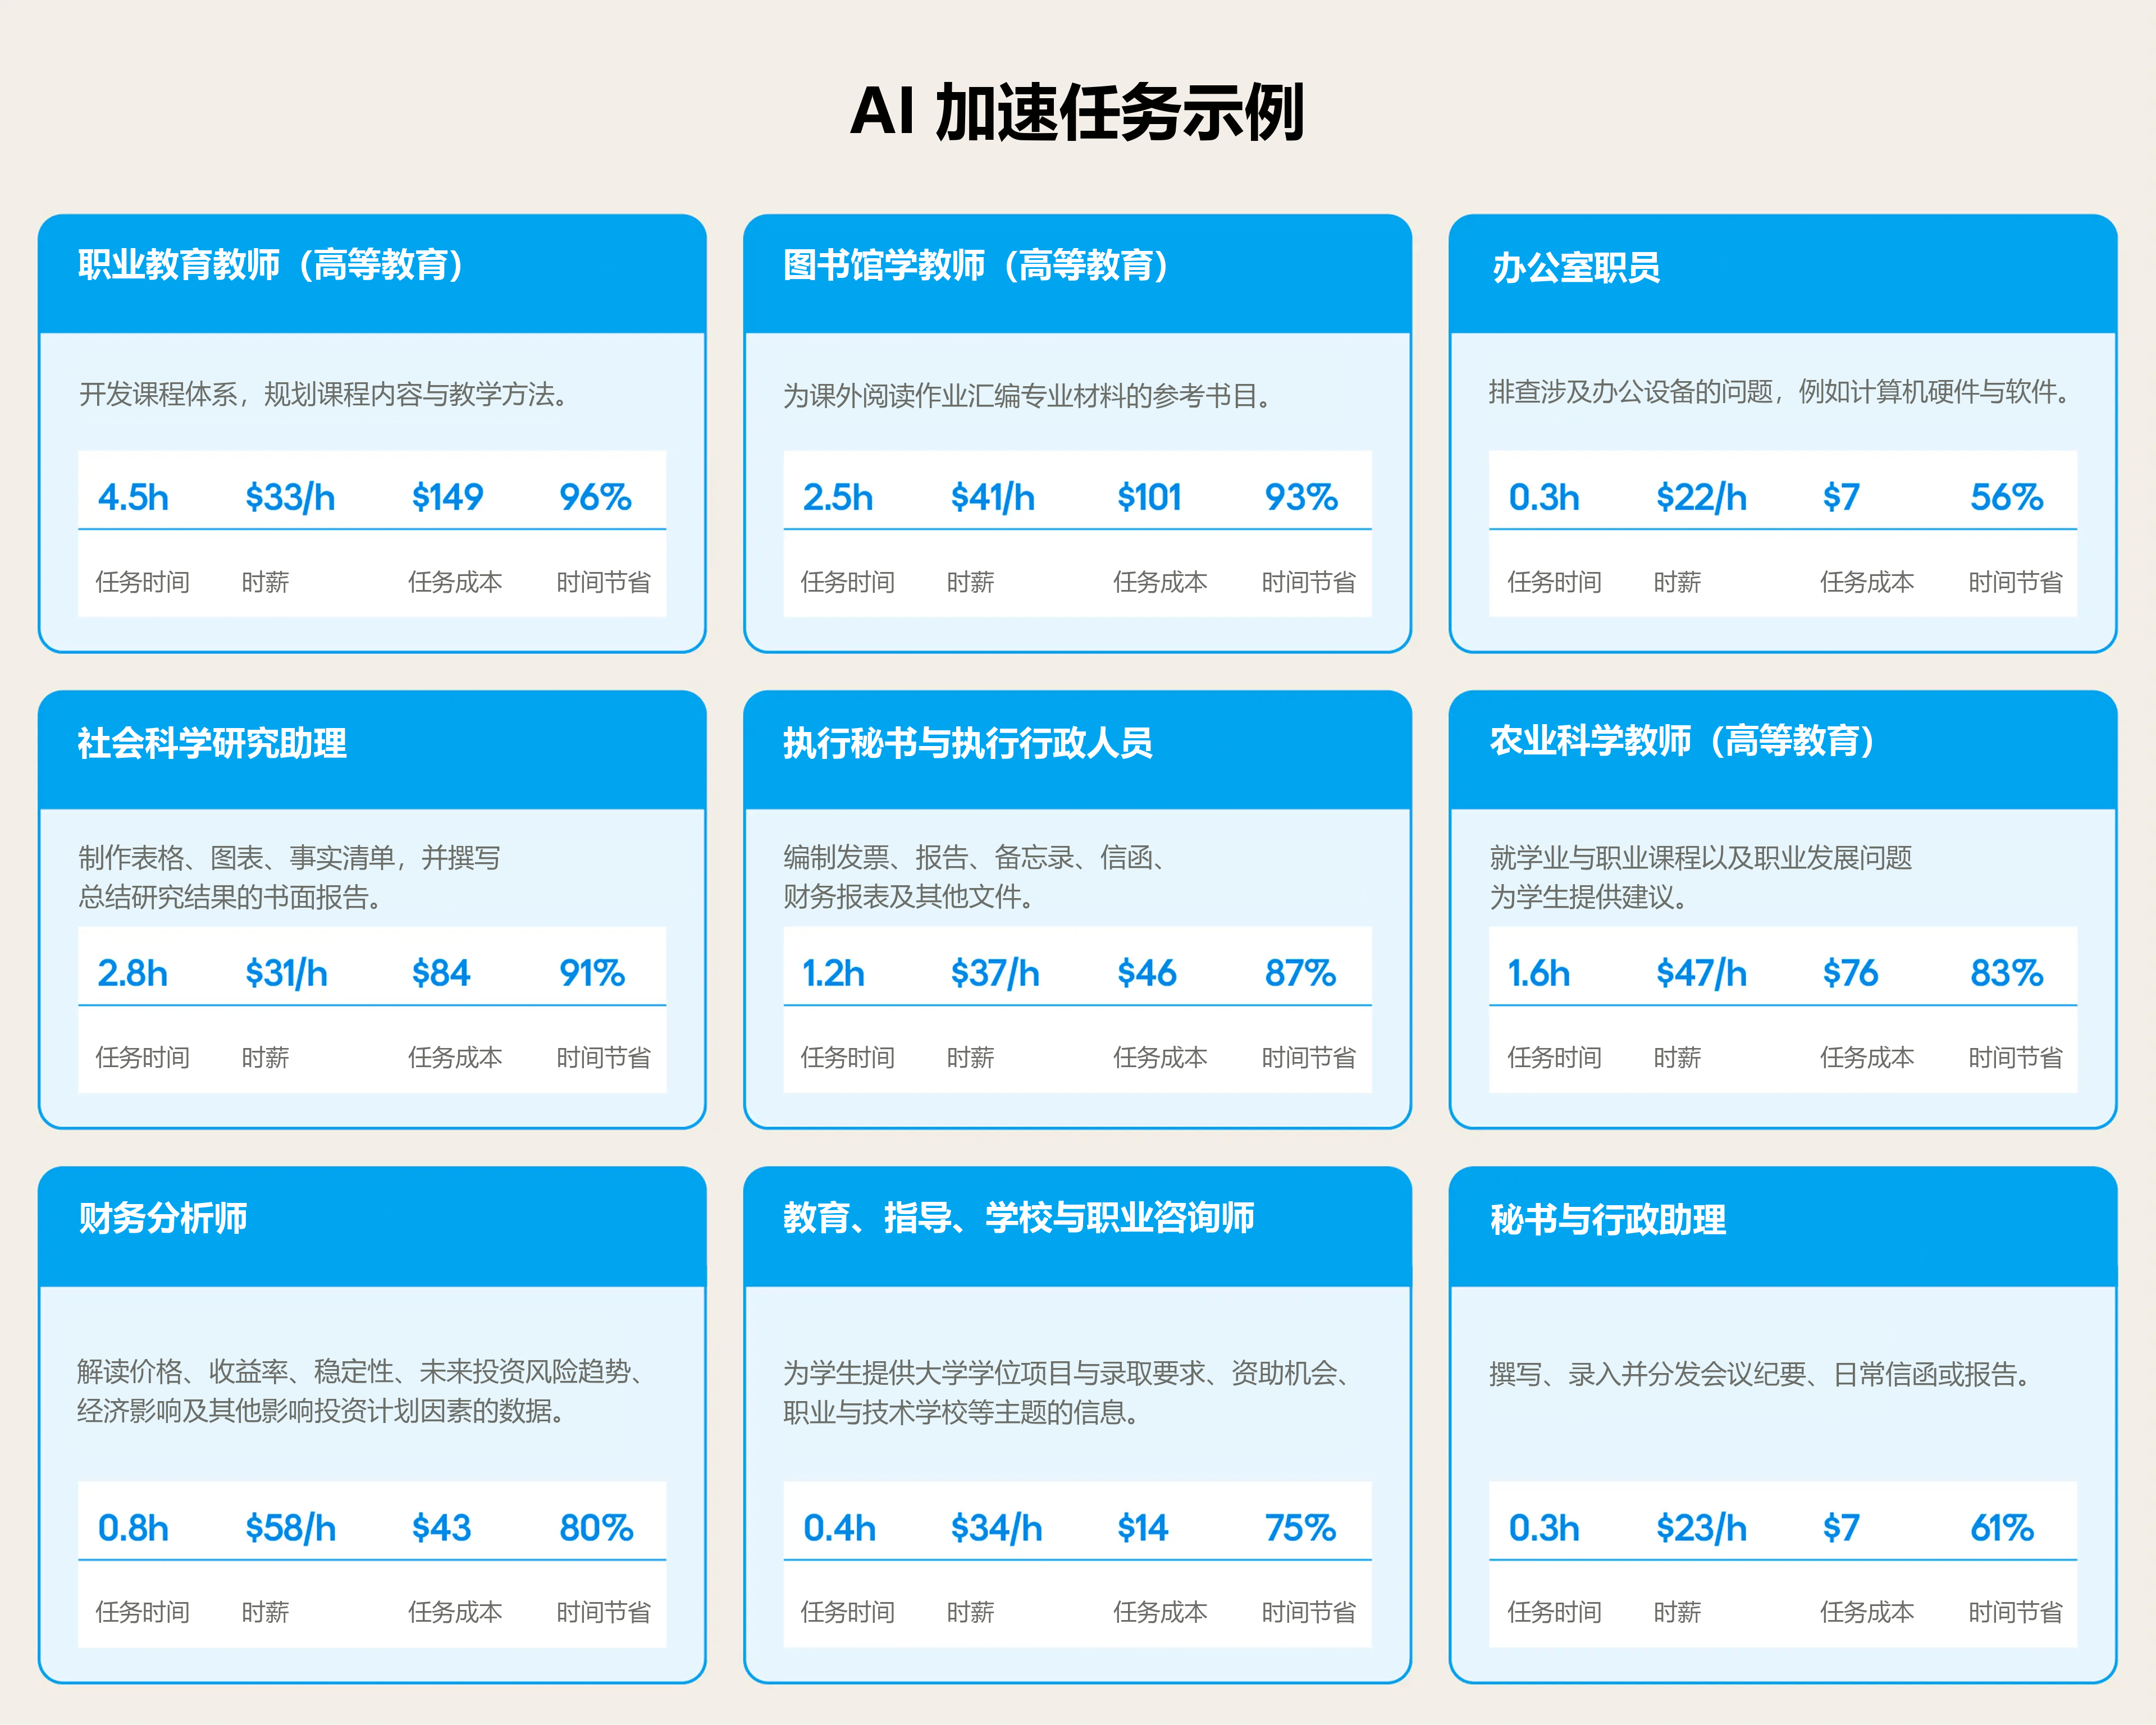 AI 加速任务示例
职业教育教师（高等教育）
开发课程体系，规划课程内容与教学方法。
4.5h $33/h $149 96%
任务时间 时薪 任务成本 时间节省
图书馆学教师（高等教育）
为课外阅读作业汇编专业材料的参考书目。
2.5h $41/h $101 93%
任务时间 时薪 任务成本 时间节省
办公室职员
排查涉及办公设备的问题，例如计算机硬件与软件。
0.3h $22/h $7 56%
任务时间 时薪 任务成本 时间节省
社会科学研究助理
制作表格、图表、事实清单，并撰写
总结研究结果的书面报告。
2.8h $31/h $84 91%
任务时间 时薪 任务成本 时间节省
执行秘书与执行行政人员
编制发票、报告、备忘录、信函、
财务报表及其他文件。
1.2h $37/h $46 87%
任务时间 时薪 任务成本 时间节省
农业科学教师（高等教育）
就学业与职业课程以及职业发展问题
为学生提供建议。
1.6h $47/h $76 83%
任务时间 时薪 任务成本 时间节省
财务分析师
解读价格、收益率、稳定性、未来投资风险趋势、
经济影响及其他影响投资计划因素的数据。
0.8h $58/h $43 80%
任务时间 时薪 任务成本 时间节省
教育、指导、学校与职业咨询师
为学生提供大学学位项目与录取要求、资助机会、
职业与技术学校等主题的信息。
0.4h $34/h $14 75%
任务时间 时薪 任务成本 时间节省
秘书与行政助理
撰写、录入并分发会议纪要、日常信函或报告。
0.3h $23/h $7 61%
任务时间 时薪 任务成本 时间节省